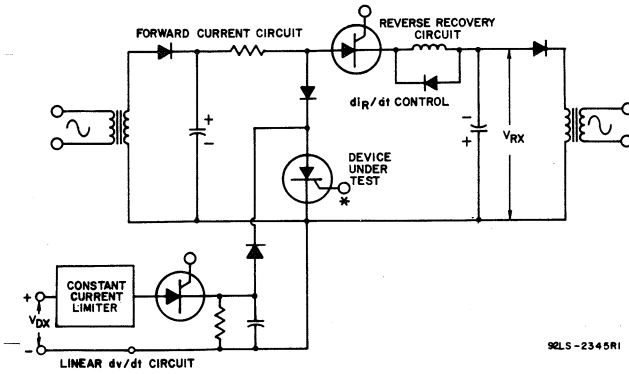 FORWARD CURRENT CIRCUIT
REVERSE RECOVERY
CIRCUIT
diR/dt CONTROL
+
-
-
+
VRX
DEVICE
UNDER
TEST
*
CONSTANT
CURRENT
LIMITER
+
VDX
-
LINEAR dv/dt CIRCUIT
92LS-2345R1